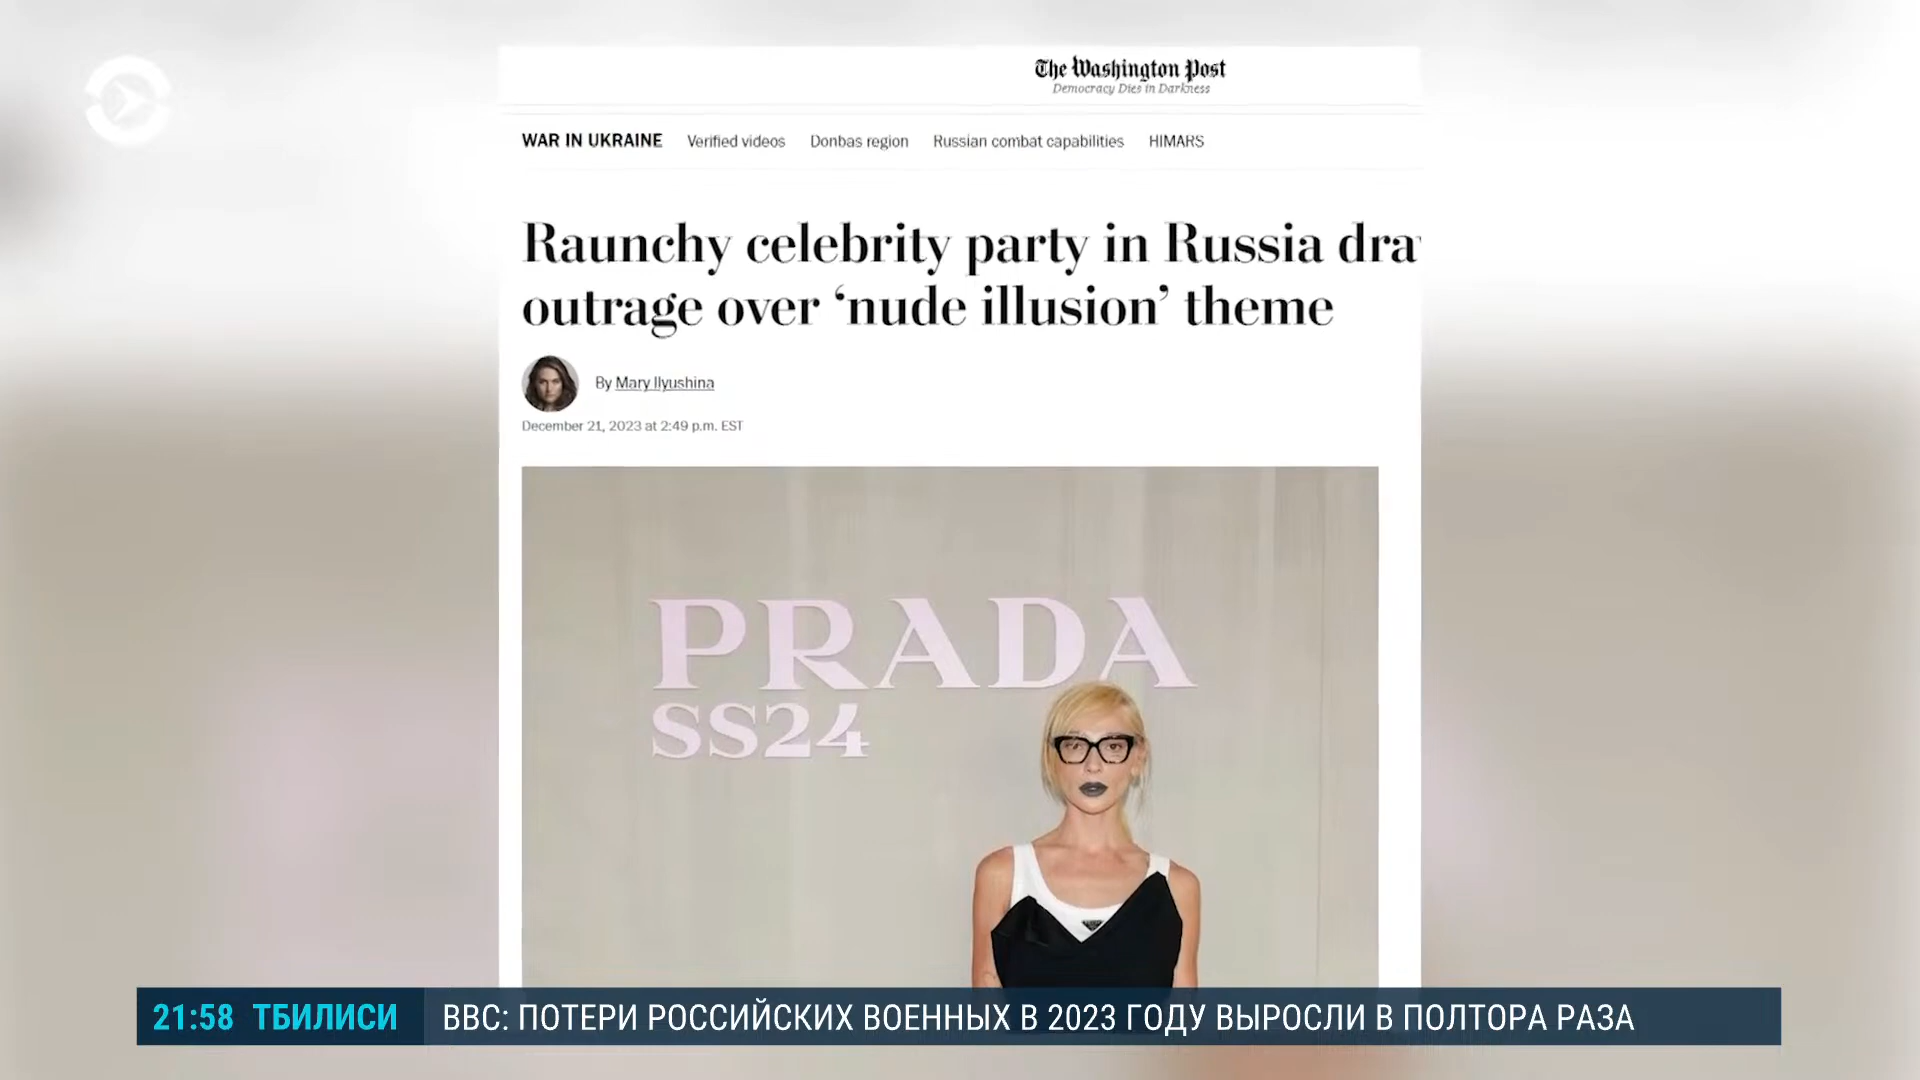 The Washington Post
Democracy Dies in Darkness
WAR IN UKRAINE Verified videos Donbas region Russian combat capabilities HIMARS
Raunchy celebrity party in Russia dra
outrage over ‘nude illusion’ theme
By Mary Ilyushina
December 21, 2023 at 2:49 p.m. EST
PRADA
SS24
21:58 ТБИЛИСИ BBC: ПОТЕРИ РОССИЙСКИХ ВОЕННЫХ В 2023 ГОДУ ВЫРОСЛИ В ПОЛТОРА РАЗА